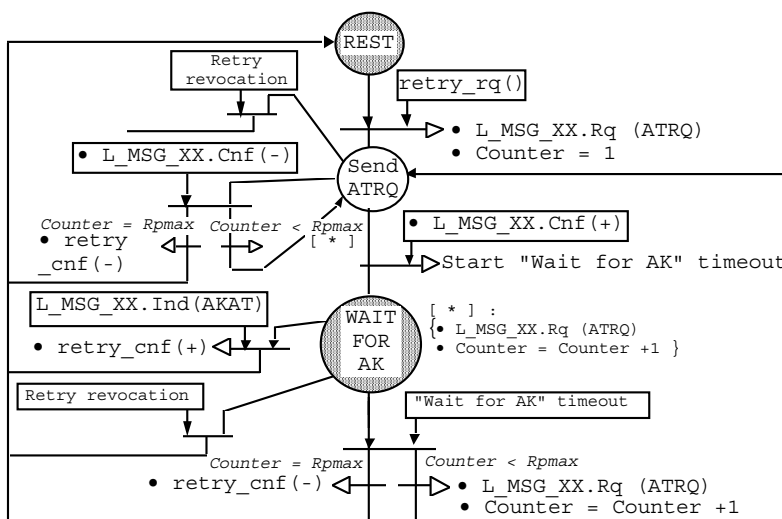 REST
Retry
revocation
retry_rq()
• L_MSG_XX.Rq (ATRQ)
• Counter = 1
• L_MSG_XX.Cnf(-)
Send
ATRQ
Counter = Rpmax
Counter < Rpmax
[ * ]
• retry
_cnf(-)
• L_MSG_XX.Cnf(+)
Start "Wait for AK" timeout
L_MSG_XX.Ind(AKAT)
• retry_cnf(+)
WAIT
FOR
AK
[ * ] :
{• L_MSG_XX.Rq (ATRQ)
• Counter = Counter +1 }
Retry revocation
"Wait for AK" timeout
Counter = Rpmax
Counter < Rpmax
• retry_cnf(-)
• L_MSG_XX.Rq (ATRQ)
• Counter = Counter +1